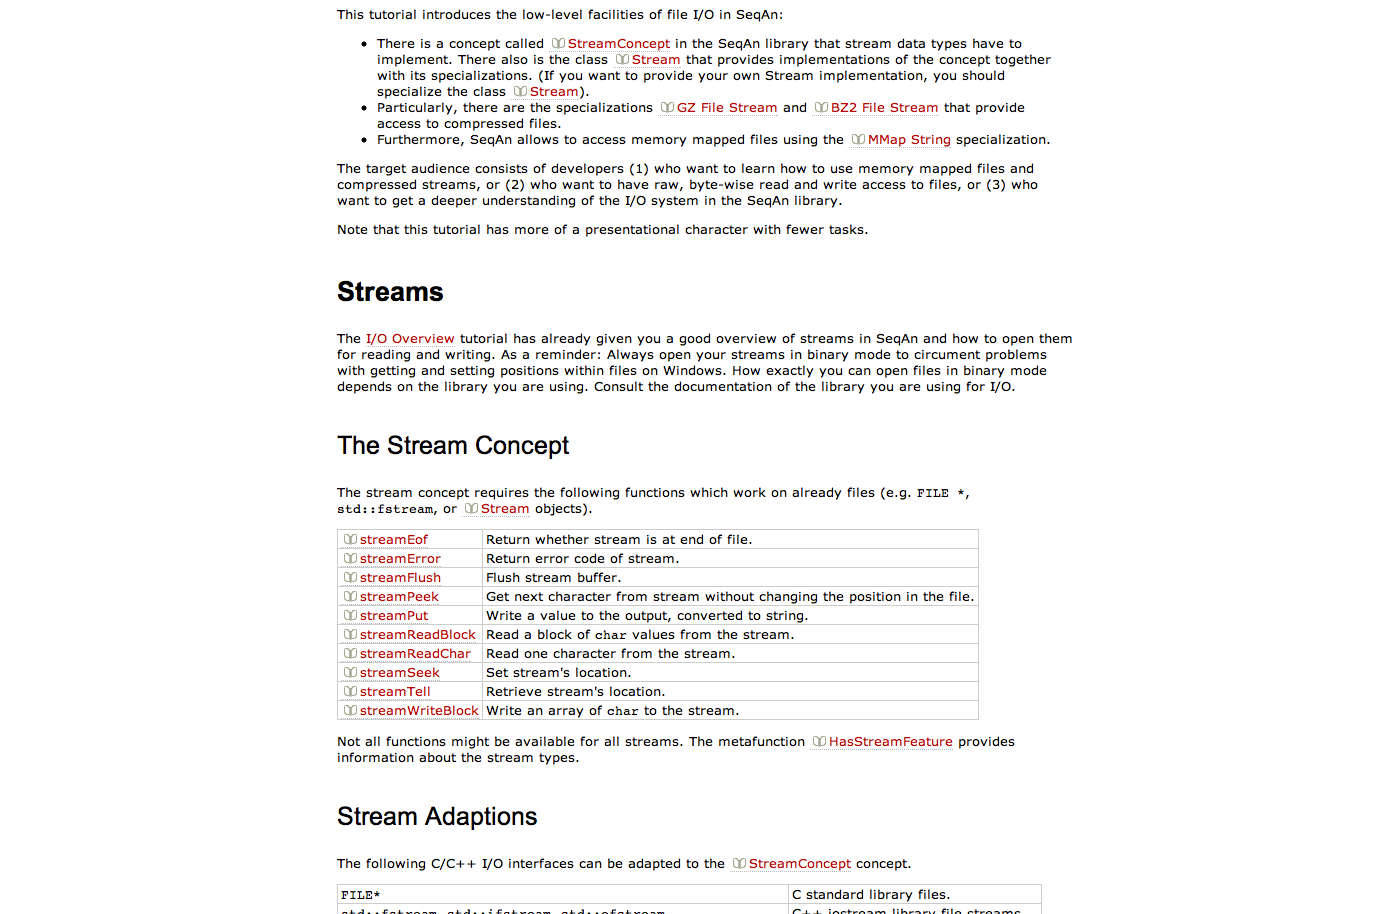 This tutorial introduces the low-level facilities of file I/O in SeqAn:
• There is a concept called StreamConcept in the SeqAn library that stream data types have to
implement. There also is the class Stream that provides implementations of the concept together
with its specializations. (If you want to provide your own Stream implementation, you should
specialize the class Stream).
• Particularly, there are the specializations GZ File Stream and BZ2 File Stream that provide
access to compressed files.
• Furthermore, SeqAn allows to access memory mapped files using the MMap String specialization.
The target audience consists of developers (1) who want to learn how to use memory mapped files and
compressed streams, or (2) who want to have raw, byte-wise read and write access to files, or (3) who
want to get a deeper understanding of the I/O system in the SeqAn library.
Note that this tutorial has more of a presentational character with fewer tasks.
Streams
The I/O Overview tutorial has already given you a good overview of streams in SeqAn and how to open them
for reading and writing. As a reminder: Always open your streams in binary mode to circument problems
with getting and setting positions within files on Windows. How exactly you can open files in binary mode
depends on the library you are using. Consult the documentation of the library you are using for I/O.
The Stream Concept
The stream concept requires the following functions which work on already files (e.g. FILE *,
std::fstream, or Stream objects).
streamEof Return whether stream is at end of file.
streamError Return error code of stream.
streamFlush Flush stream buffer.
streamPeek Get next character from stream without changing the position in the file.
streamPut Write a value to the output, converted to string.
streamReadBlock Read a block of char values from the stream.
streamReadChar Read one character from the stream.
streamSeek Set stream's location.
streamTell Retrieve stream's location.
streamWriteBlock Write an array of char to the stream.
Not all functions might be available for all streams. The metafunction HasStreamFeature provides
information about the stream types.
Stream Adaptions
The following C/C++ I/O interfaces can be adapted to the StreamConcept concept.
FILE* C standard library files.
std::fstream, std::ifstream, std::ofstream C++ iostream library file streams